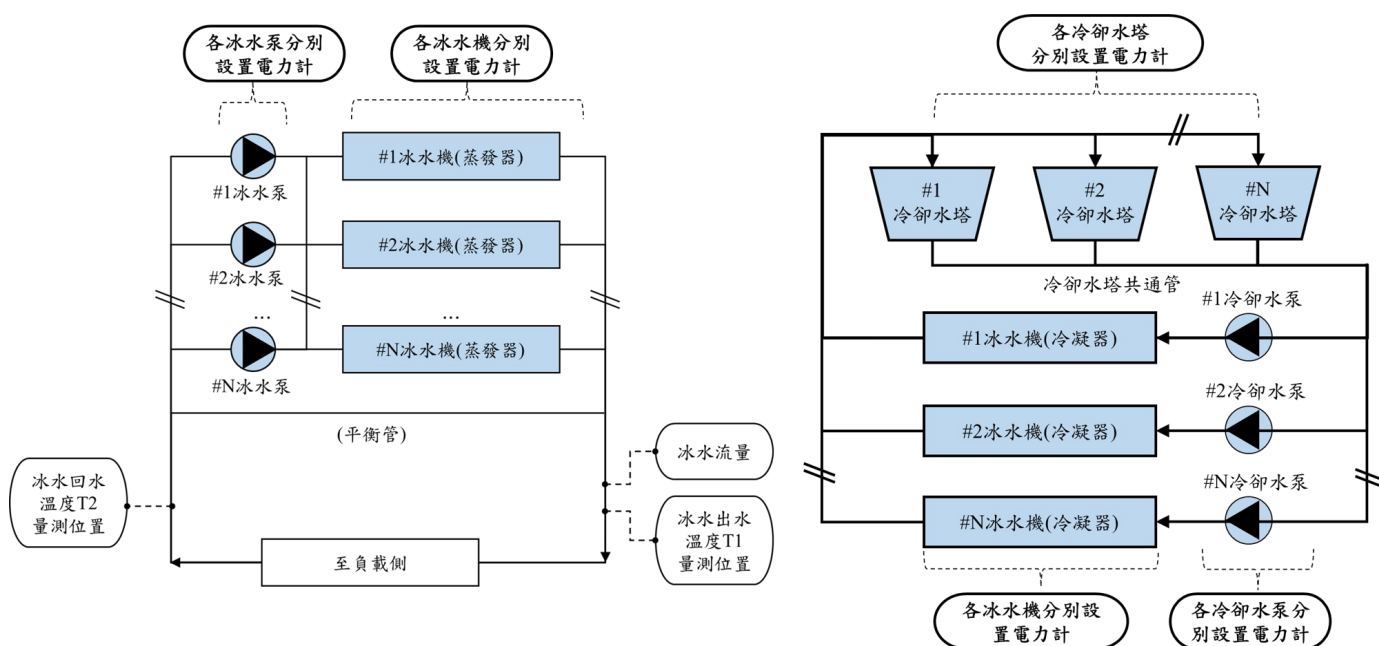 各冰水泵分別
設置電力計
各冰水機分別
設置電力計
#1冰水泵
#1冰水機(蒸發器)
#2冰水泵
#2冰水機(蒸發器)
...
...
#N冰水泵
#N冰水機(蒸發器)
(平衡管)
冰水回水
溫度T2
量測位置
冰水流量
冰水出水
溫度T1
量測位置
至負載側
各冷卻水塔
分別設置電力計
#1
冷卻水塔
#2
冷卻水塔
#N
冷卻水塔
冷卻水塔共通管
#1冷卻水泵
#1冰水機(冷凝器)
#2冷卻水泵
#2冰水機(冷凝器)
#N冷卻水泵
#N冰水機(冷凝器)
各冰水機分別設
置電力計
各冷卻水泵分
別設置電力計